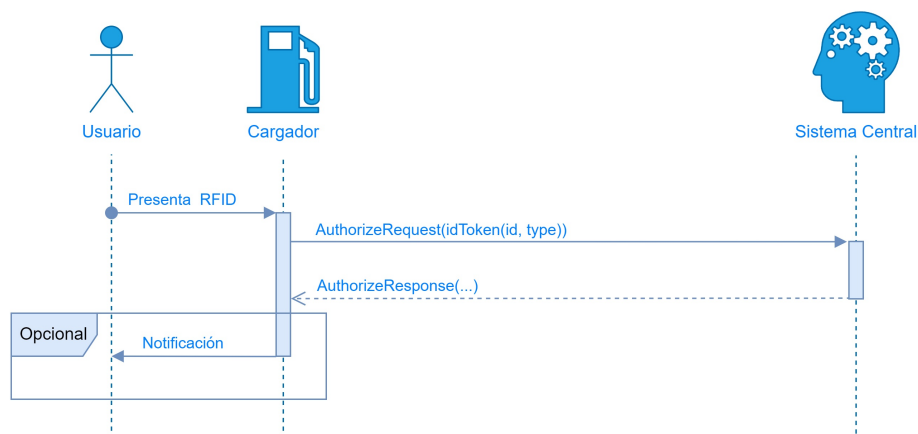 Usuario
Cargador
Sistema Central
Presenta  RFID
AuthorizeRequest(idToken(id, type))
AuthorizeResponse(...)
Opcional
Notificación